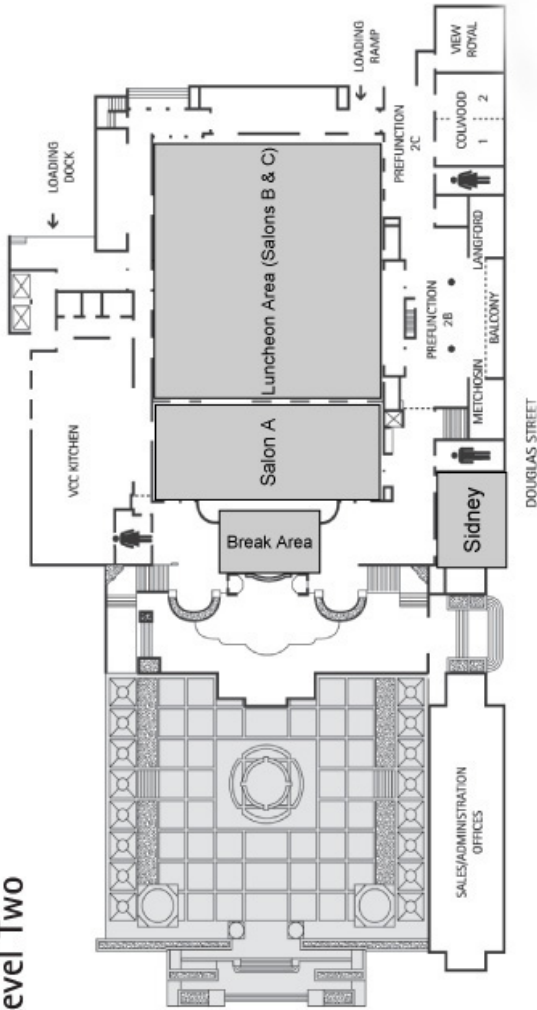 evel Two
LOADING
DOCK
LOADING
RAMP
VIEW
ROYAL
COLWOOD
1 2
PREFUNCTION
2C
VCC KITCHEN
Luncheon Area (Salons B & C)
Salon A
Break Area
PREFUNCTION
2B
LANGFORD
BALCONY
METCHOSIN
Sidney
DOUGLAS STREET
SALES/ADMINISTRATION
OFFICES